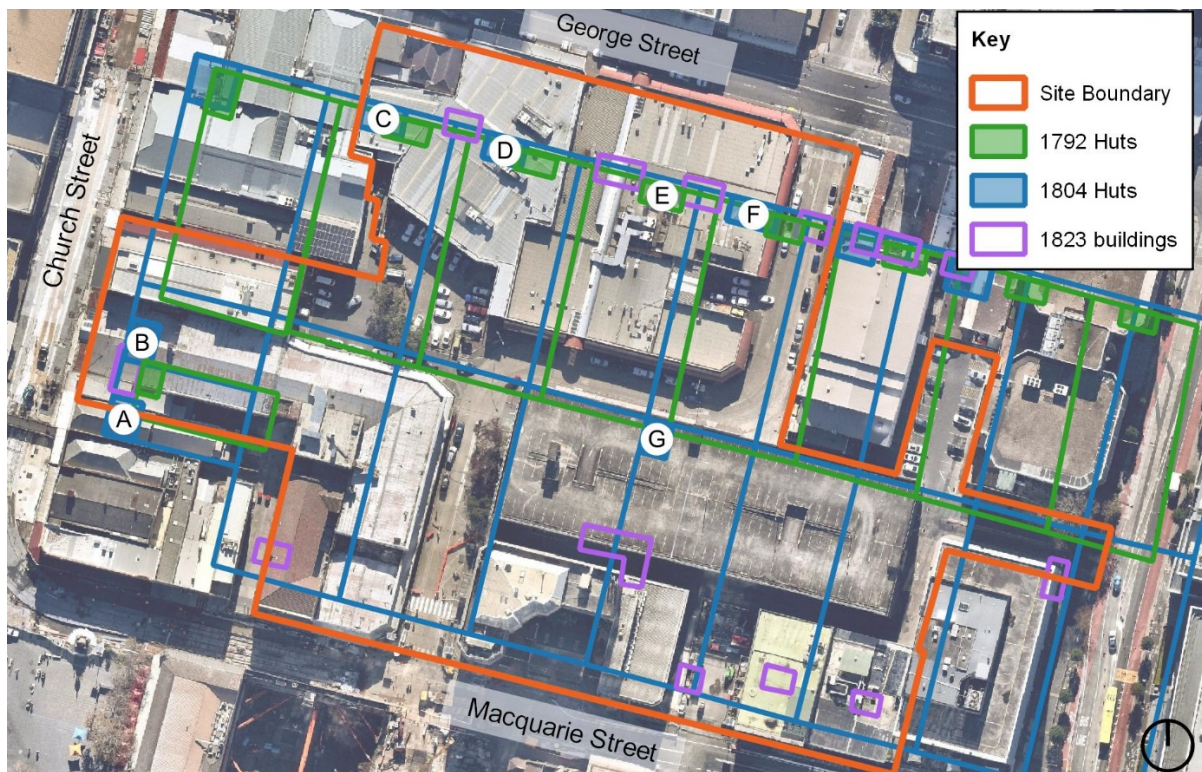 George Street
Key
Site Boundary
1792 Huts
1804 Huts
1823 buildings
Church Street
C
D
E
F
B
A
G
Macquarie Street